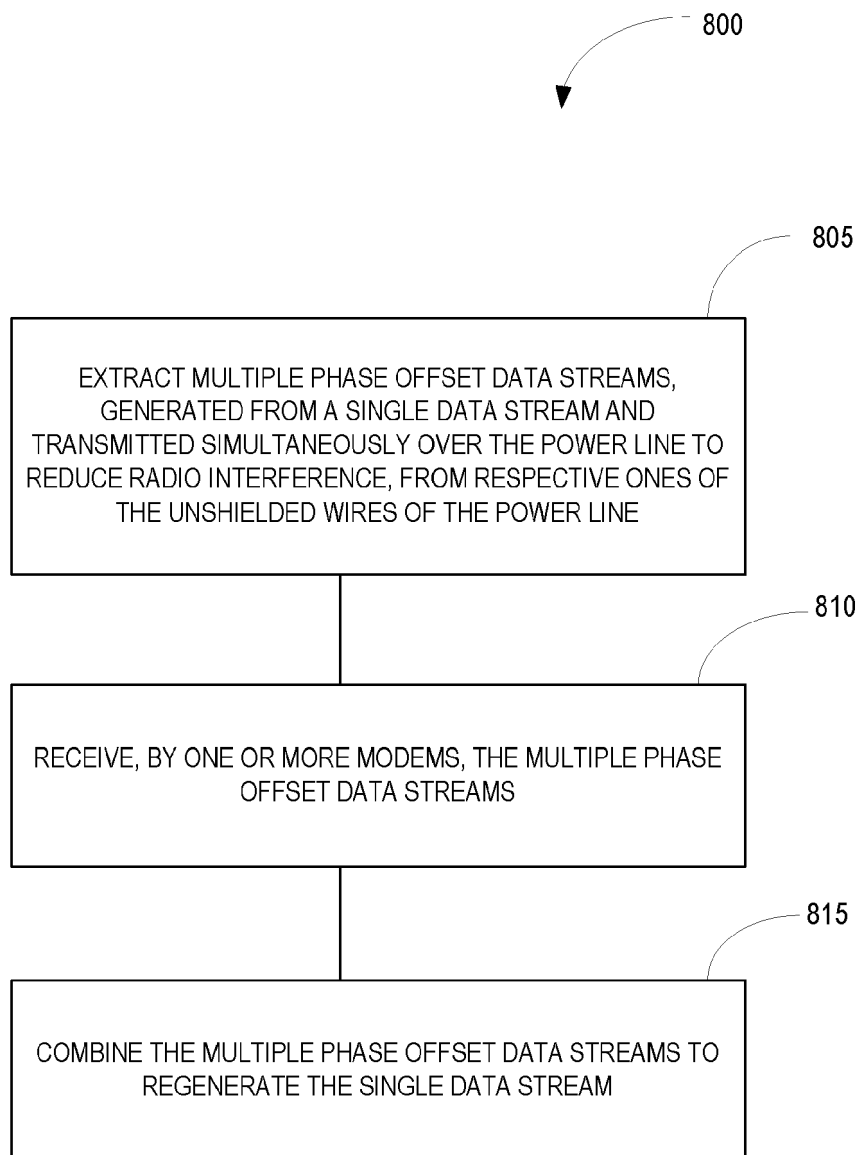 800
805
EXTRACT MULTIPLE PHASE OFFSET DATA STREAMS,
GENERATED FROM A SINGLE DATA STREAM AND
TRANSMITTED SIMULTANEOUSLY OVER THE POWER LINE TO
REDUCE RADIO INTERFERENCE, FROM RESPECTIVE ONES OF
THE UNSHIELDED WIRES OF THE POWER LINE
810
RECEIVE, BY ONE OR MORE MODEMS, THE MULTIPLE PHASE
OFFSET DATA STREAMS
815
COMBINE THE MULTIPLE PHASE OFFSET DATA STREAMS TO
REGENERATE THE SINGLE DATA STREAM